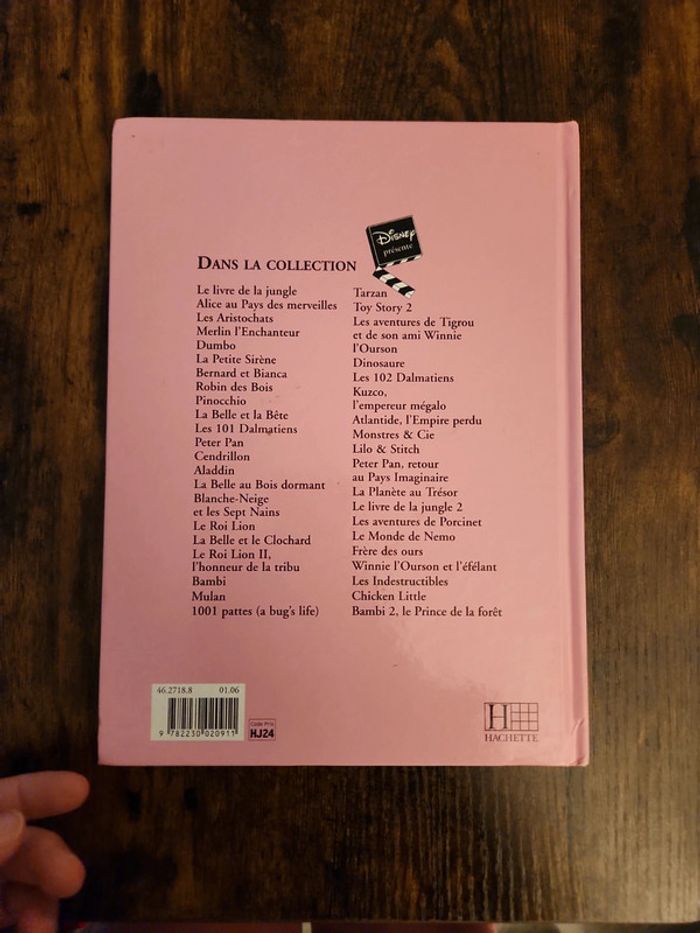 DISNEY
présente
DANS LA COLLECTION
Le livre de la jungle
Alice au Pays des merveilles
Les Aristochats
Merlin l'Enchanteur
Dumbo
La Petite Sirène
Bernard et Bianca
Robin des Bois
Pinocchio
La Belle et la Bête
Les 101 Dalmatiens
Peter Pan
Cendrillon
Aladdin
La Belle au Bois dormant
Blanche-Neige
et les Sept Nains
Le Roi Lion
La Belle et le Clochard
Le Roi Lion II,
l'honneur de la tribu
Bambi
Mulan
1001 pattes (a bug's life)
Tarzan
Toy Story 2
Les aventures de Tigrou
et de son ami Winnie
l'Ourson
Dinosaure
Les 102 Dalmatiens
Kuzco,
l'empereur mégalo
Atlantide, l'Empire perdu
Monstres & Cie
Lilo & Stitch
Peter Pan, retour
au Pays Imaginaire
La Planète au Trésor
Le livre de la jungle 2
Les aventures de Porcinet
Le Monde de Nemo
Frère des ours
Winnie l'Ourson et l'éfélant
Les Indestructibles
Chicken Little
Bambi 2, le Prince de la forêt
46.2718.8 01.06
9 782230 020911
Code Prix
HJ24
H
HACHETTE